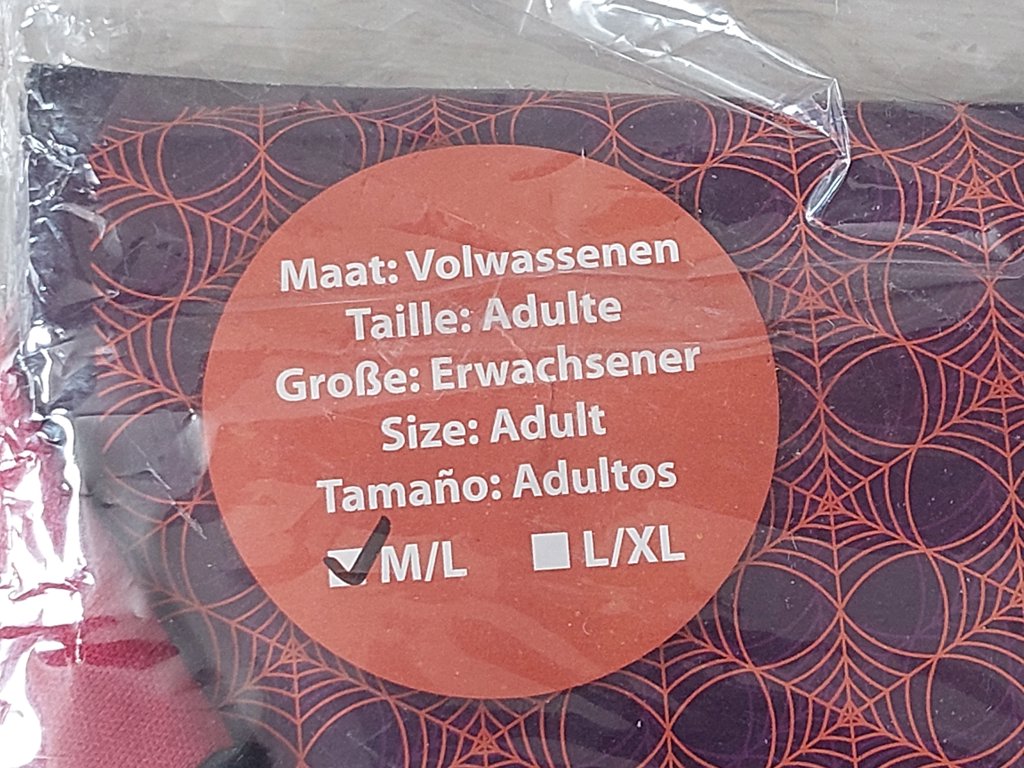 Maat: Volwassenen
Taille: Adulte
Große: Erwachsener
Size: Adult
Tamaño: Adultos
M/L L/XL